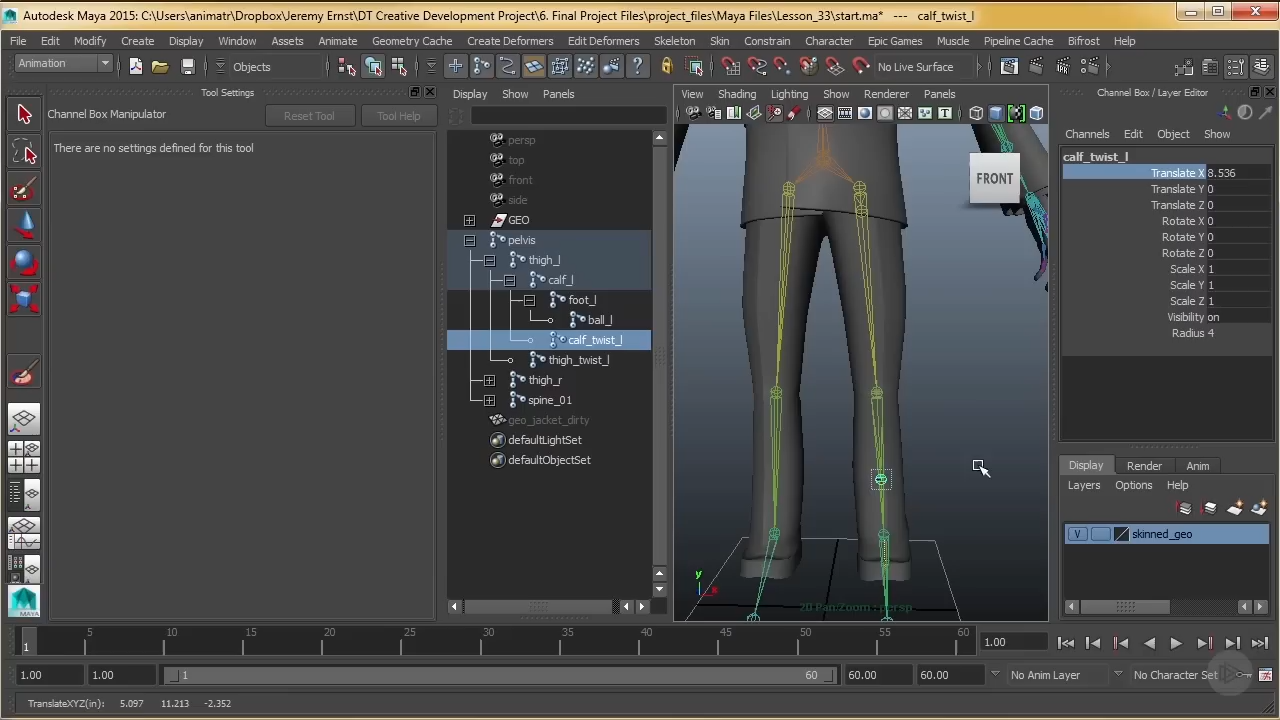 Autodesk Maya 2015: C:\Users\animatr\Dropbox\Jeremy Ernst\DT Creative Development Project\6. Final Project Files\project_files\Maya Files\Lesson_33\start.ma* --- calf_twist_l
File Edit Modify Create Display Window Assets Animate Geometry Cache Create Deformers Edit Deformers Skeleton Skin Constrain Character Epic Games Muscle Pipeline Cache Bifrost Help
Animation Objects No Live Surface
Tool Settings
Channel Box Manipulator Reset Tool Tool Help
There are no settings defined for this tool
Display Show Panels
persp
top
front
side
GEO
pelvis
thigh_l
calf_l
foot_l
ball_l
calf_twist_l
thigh_twist_l
thigh_r
spine_01
geo_jacket_dirty
defaultLightSet
defaultObjectSet
View Shading Lighting Show Renderer Panels
FRONT
y
2D Pan/Zoom : persp
Channel Box / Layer Editor
Channels Edit Object Show
calf_twist_l
Translate X 8.536
Translate Y 0
Translate Z 0
Rotate X 0
Rotate Y 0
Rotate Z 0
Scale X 1
Scale Y 1
Scale Z 1
Visibility on
Radius 4
Display Render Anim
Layers Options Help
V skinned_geo
MAYA
1 5 10 15 20 25 30 35 40 45 50 55 60 1.00
1.00 1.00 1 60 60.00 60.00 No Anim Layer No Character Set
TranslateXYZ(in): 5.097 11.213 -2.352